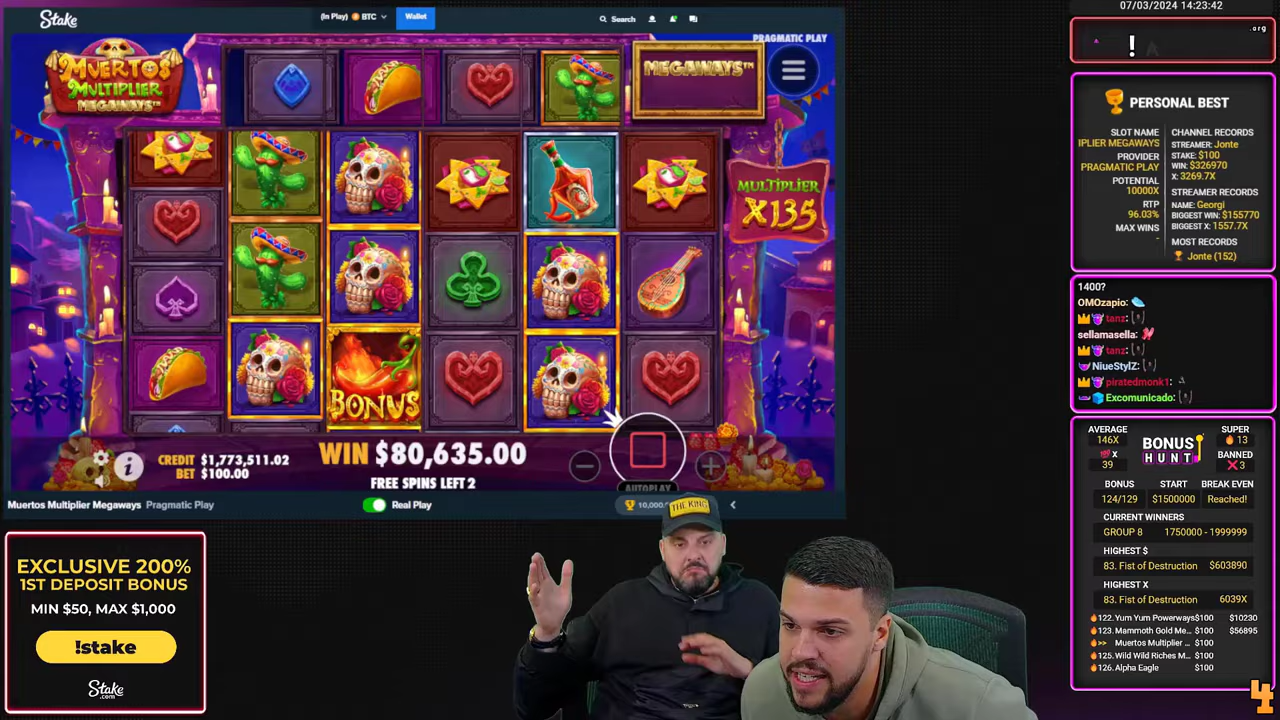 Stake
(In Play) BTC
Wallet
Search
07/03/2024 14:23:42
MUERTOS
MULTIPLIER
MEGAWAYS™
MEGAWAYS™
PRAGMATIC PLAY
MULTIPLIER
X135
BONUS
CREDIT $1,773,511.02
BET $100.00
WIN $80,635.00
FREE SPINS LEFT 2
AUTOPLAY
Muertos Multiplier Megaways Pragmatic Play
Real Play
EXCLUSIVE 200%
1ST DEPOSIT BONUS
MIN $50, MAX $1,000
!stake
Stake
.com
THE KING
.org
!
PERSONAL BEST
SLOT NAME
IPLIER MEGAWAYS
PROVIDER
PRAGMATIC PLAY
POTENTIAL
10000X
RTP
96.03%
MAX WINS
-
CHANNEL RECORDS
STREAMER: Jonte
STAKE: $100
WIN: $326970
X: 3269.7X
STREAMER RECORDS
NAME: Georgi
BIGGEST WIN: $155770
BIGGEST X: 1557.7X
MOST RECORDS
Jonte (152)
1400?
OMOzapio:
tanz:
sellamasella:
tanz:
NiueStylZ:
piratedmonk1:
Excomunicado:
AVERAGE
146X
X
39
BONUS
HUNT
SUPER
13
BANNED
3
BONUS START BREAK EVEN
124/129 $1500000 Reached!
CURRENT WINNERS
GROUP 8 1750000 - 1999999
HIGHEST $
83. Fist of Destruction $603890
HIGHEST X
83. Fist of Destruction 6039X
122. Yum Yum Powerways $100 $10230
123. Mammoth Gold Me... $100 $56895
>> Muertos Multiplier ... $100
125. Wild Wild Riches M... $100
126. Alpha Eagle $100
4